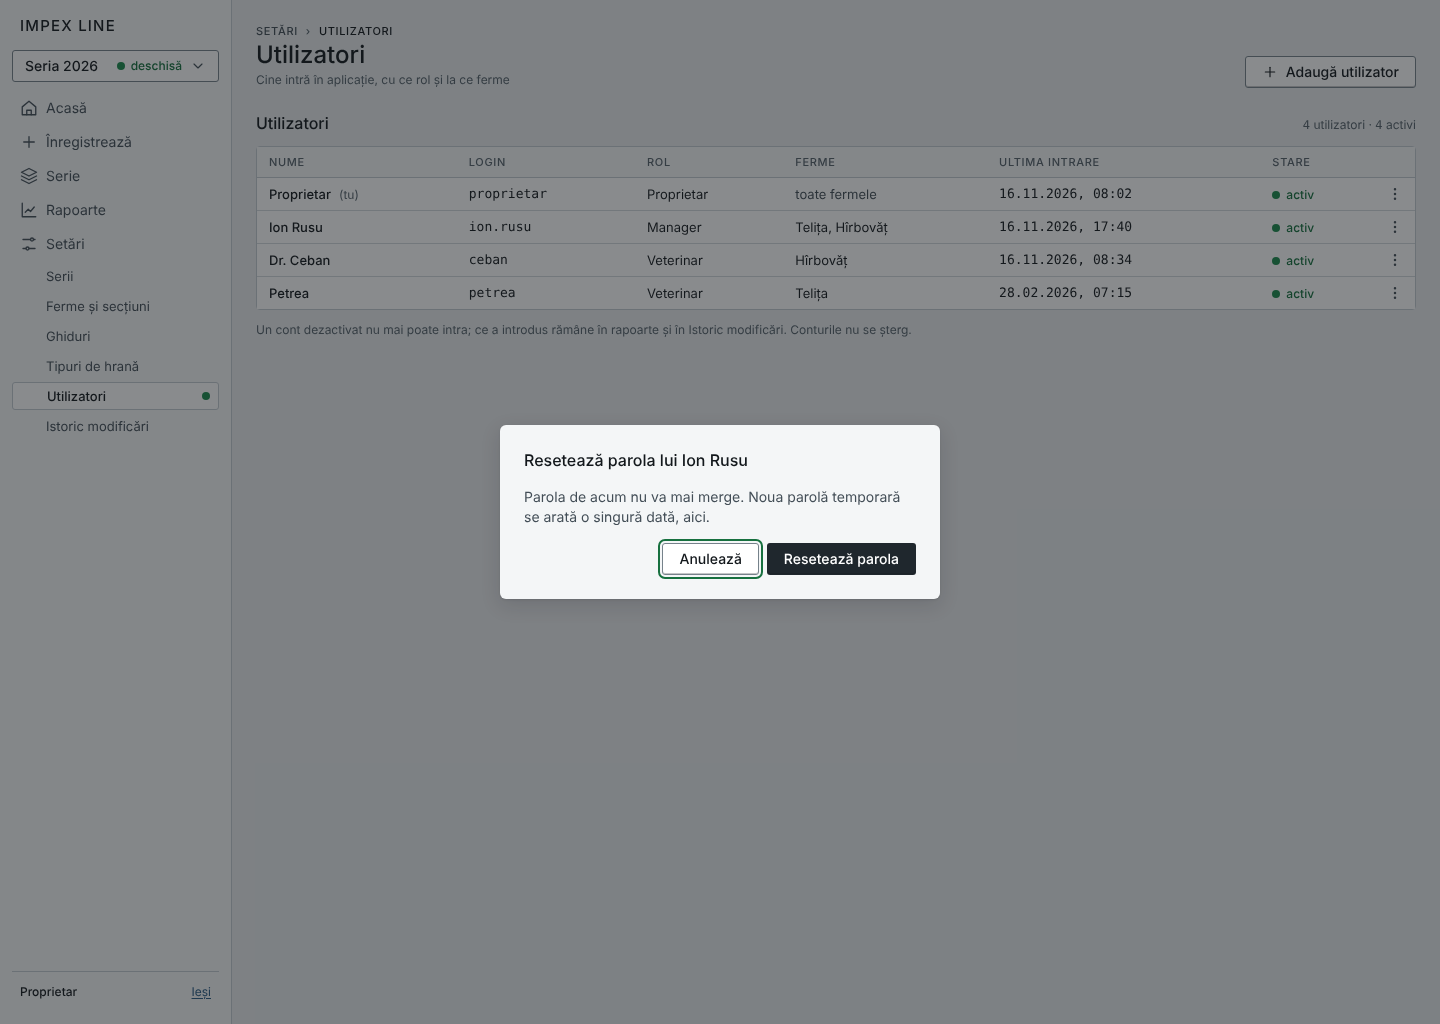 IMPEX LINE
Seria 2026 deschisă
Acasă
Înregistrează
Serie
Rapoarte
Setări
Serii
Ferme și secțiuni
Ghiduri
Tipuri de hrană
Utilizatori
Istoric modificări
Proprietar Ieși
SETĂRI › UTILIZATORI
Utilizatori
Cine intră în aplicație, cu ce rol și la ce ferme
Adaugă utilizator
Utilizatori 4 utilizatori · 4 activi
NUME LOGIN ROL FERME ULTIMA INTRARE STARE
Proprietar (tu) proprietar Proprietar toate fermele 16.11.2026, 08:02 activ
Ion Rusu ion.rusu Manager Telița, Hîrbovăț 16.11.2026, 17:40 activ
Dr. Ceban ceban Veterinar Hîrbovăț 16.11.2026, 08:34 activ
Petrea petrea Veterinar Telița 28.02.2026, 07:15 activ
Un cont dezactivat nu mai poate intra; ce a introdus rămâne în rapoarte și în Istoric modificări. Conturile nu se șterg.
Resetează parola lui Ion Rusu
Parola de acum nu va mai merge. Noua parolă temporară
se arată o singură dată, aici.
Anulează Resetează parola